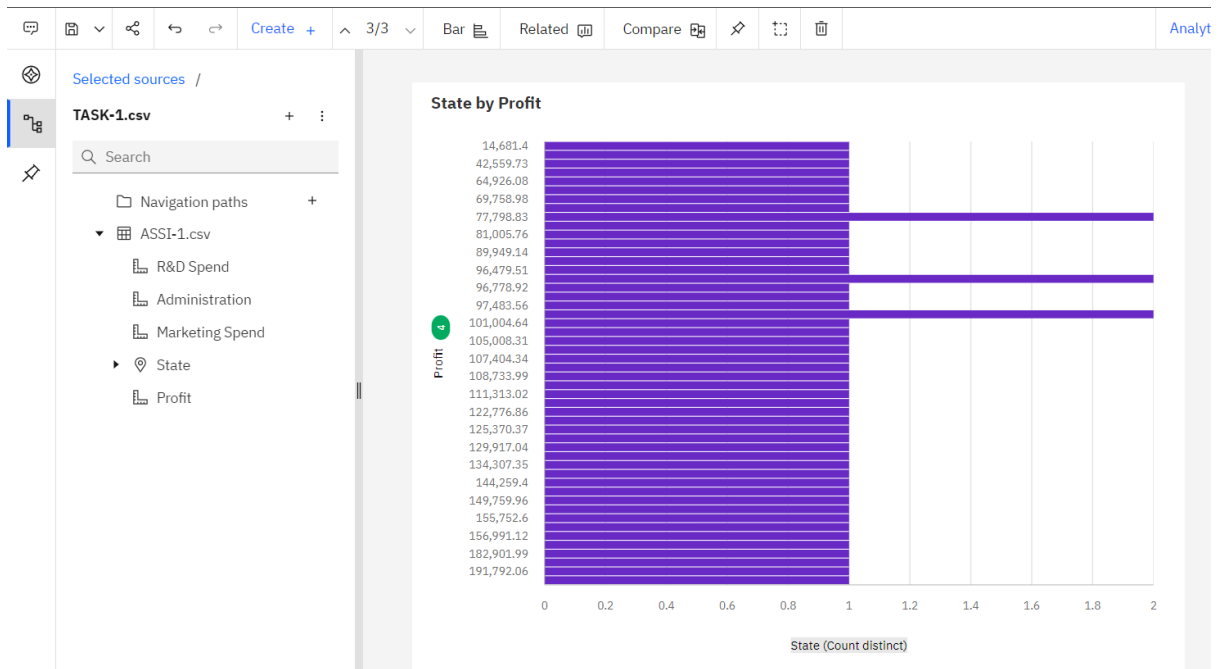 Create +
3/3
Bar
Related
Compare
Analyt
Selected sources /
TASK-1.csv
Search
Navigation paths
ASSI-1.csv
R&D Spend
Administration
Marketing Spend
State
Profit
State by Profit
14,681.4
42,559.73
64,926.08
69,758.98
77,798.83
81,005.76
89,949.14
96,479.51
96,778.92
97,483.56
101,004.64
105,008.31
107,404.34
108,733.99
111,313.02
122,776.86
125,370.37
129,917.04
134,307.35
144,259.4
149,759.96
155,752.6
156,991.12
182,901.99
191,792.06
Profit 4
0 0.2 0.4 0.6 0.8 1 1.2 1.4 1.6 1.8 2
State (Count distinct)